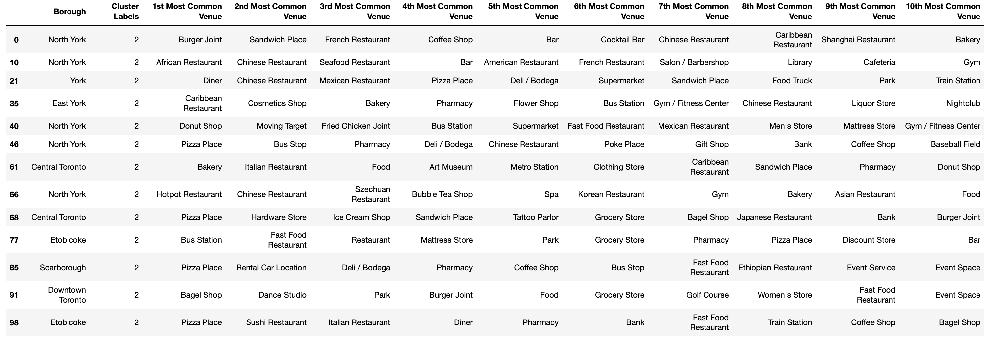 Borough Cluster Labels 1st Most Common Venue 2nd Most Common Venue 3rd Most Common Venue 4th Most Common Venue 5th Most Common Venue 6th Most Common Venue 7th Most Common Venue 8th Most Common Venue 9th Most Common Venue 10th Most Common Venue
0 North York 2 Burger Joint Sandwich Place French Restaurant Coffee Shop Bar Cocktail Bar Chinese Restaurant Caribbean Restaurant Shanghai Restaurant Bakery
10 North York 2 African Restaurant Chinese Restaurant Seafood Restaurant Bar American Restaurant French Restaurant Salon / Barbershop Library Cafeteria Gym
21 York 2 Diner Chinese Restaurant Mexican Restaurant Pizza Place Deli / Bodega Supermarket Sandwich Place Food Truck Park Train Station
35 East York 2 Caribbean Restaurant Cosmetics Shop Bakery Pharmacy Flower Shop Bus Station Gym / Fitness Center Chinese Restaurant Liquor Store Nightclub
40 North York 2 Donut Shop Moving Target Fried Chicken Joint Bus Station Supermarket Fast Food Restaurant Mexican Restaurant Men's Store Mattress Store Gym / Fitness Center
46 North York 2 Pizza Place Bus Stop Pharmacy Deli / Bodega Chinese Restaurant Poke Place Gift Shop Bank Coffee Shop Baseball Field
61 Central Toronto 2 Bakery Italian Restaurant Food Art Museum Metro Station Clothing Store Caribbean Restaurant Sandwich Place Pharmacy Donut Shop
66 North York 2 Hotpot Restaurant Chinese Restaurant Szechuan Restaurant Bubble Tea Shop Spa Korean Restaurant Gym Bakery Asian Restaurant Food
68 Central Toronto 2 Pizza Place Hardware Store Ice Cream Shop Sandwich Place Tattoo Parlor Grocery Store Bagel Shop Japanese Restaurant Bank Burger Joint
77 Etobicoke 2 Bus Station Fast Food Restaurant Restaurant Mattress Store Park Grocery Store Pharmacy Pizza Place Discount Store Bar
85 Scarborough 2 Pizza Place Rental Car Location Deli / Bodega Pharmacy Coffee Shop Bus Stop Fast Food Restaurant Ethiopian Restaurant Event Service Event Space
91 Downtown Toronto 2 Bagel Shop Dance Studio Park Burger Joint Food Grocery Store Golf Course Women's Store Fast Food Restaurant Event Space
98 Etobicoke 2 Pizza Place Sushi Restaurant Italian Restaurant Diner Pharmacy Bank Fast Food Restaurant Train Station Coffee Shop Bagel Shop